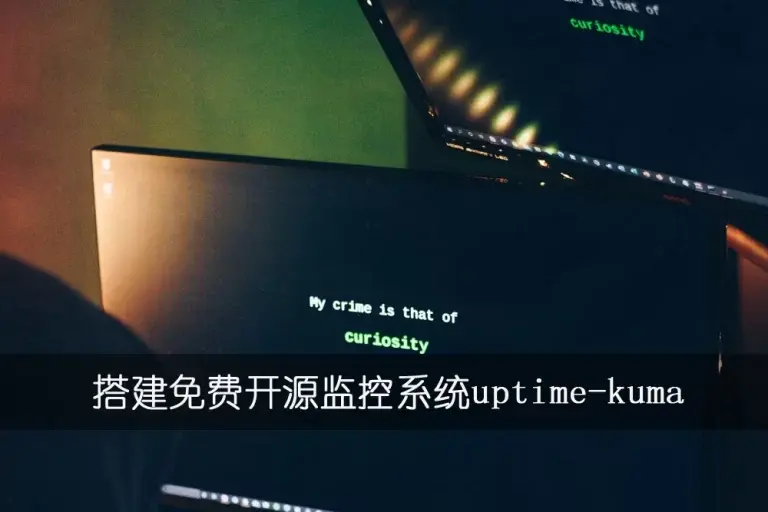 is that of
curiosity
My crime is that of
curiosity
搭建免费开源监控系统uptime-kuma